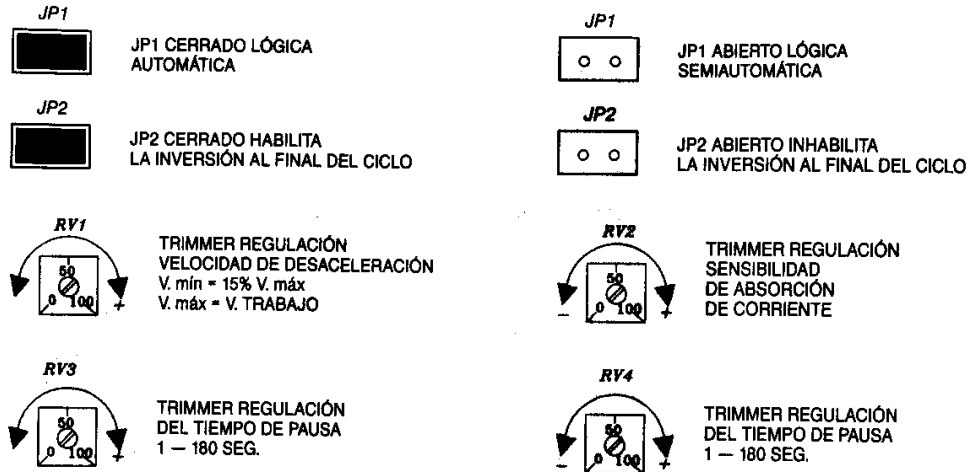 JP1
JP1 CERRADO LÓGICA
AUTOMÁTICA
JP1
JP1 ABIERTO LÓGICA
SEMIAUTOMÁTICA
JP2
JP2 CERRADO HABILITA
LA INVERSIÓN AL FINAL DEL CICLO
JP2
JP2 ABIERTO INHABILITA
LA INVERSIÓN AL FINAL DEL CICLO
RV1
50
0 100 +
TRIMMER REGULACIÓN
VELOCIDAD DE DESACELERACIÓN
V. mín = 15% V. máx
V. máx = V. TRABAJO
RV2
50
- 0 100 +
TRIMMER REGULACIÓN
SENSIBILIDAD
DE ABSORCIÓN
DE CORRIENTE
RV3
50
0 100 +
TRIMMER REGULACIÓN
DEL TIEMPO DE PAUSA
1 — 180 SEG.
RV4
50
- 0 100 +
TRIMMER REGULACIÓN
DEL TIEMPO DE PAUSA
1 — 180 SEG.